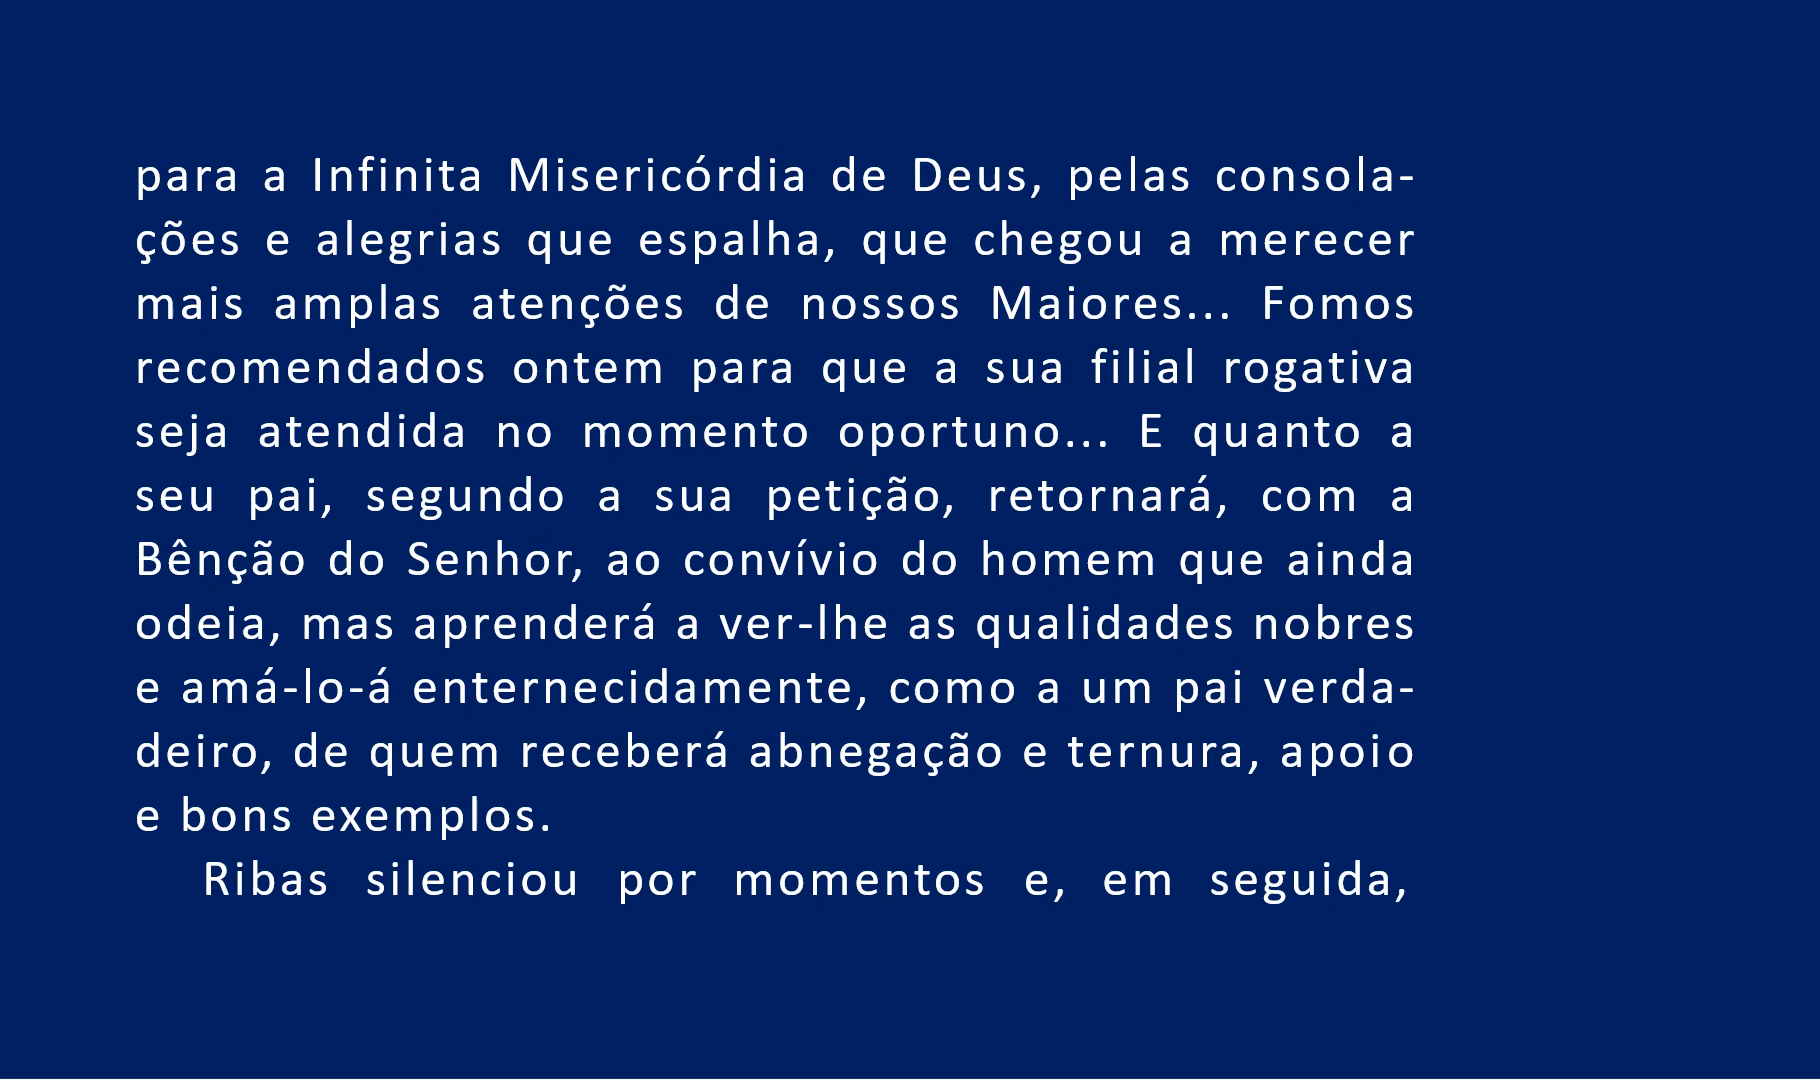 para a Infinita Misericórdia de Deus, pelas consola-
ções e alegrias que espalha, que chegou a merecer
mais amplas atenções de nossos Maiores... Fomos
recomendados ontem para que a sua filial rogativa
seja atendida no momento oportuno... E quanto a
seu pai, segundo a sua petição, retornará, com a
Bênção do Senhor, ao convívio do homem que ainda
odeia, mas aprenderá a ver-lhe as qualidades nobres
e amá-lo-á enternecidamente, como a um pai verda-
deiro, de quem receberá abnegação e ternura, apoio
e bons exemplos.
Ribas silenciou por momentos e, em seguida,